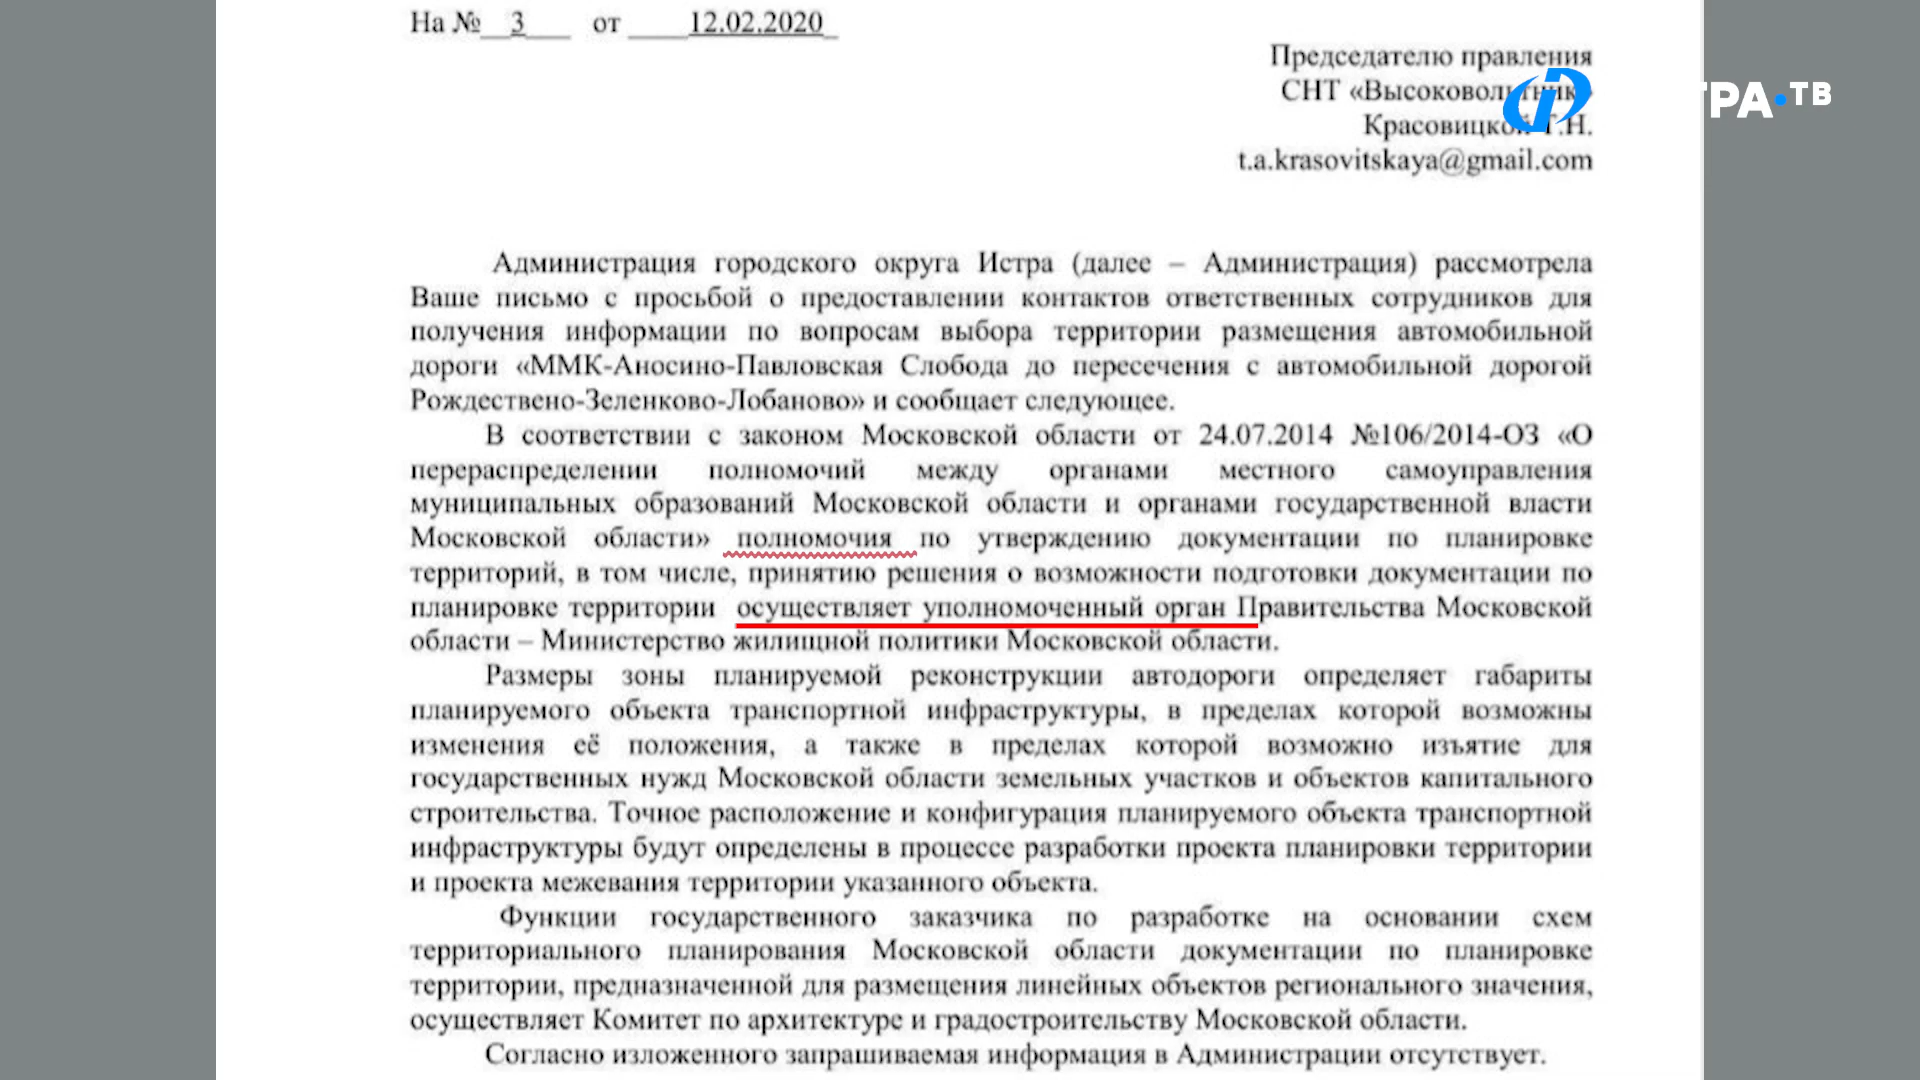 На №__3___ от ____12.02.2020_
Председателю правления
СНТ «Высоковольтник»
Красовицкой Т.Н.
t.a.krasovitskaya@gmail.com
ТРА•ТВ
Администрация городского округа Истра (далее – Администрация) рассмотрела
Ваше письмо с просьбой о предоставлении контактов ответственных сотрудников для
получения информации по вопросам выбора территории размещения автомобильной
дороги «ММК-Аносино-Павловская Слобода до пересечения с автомобильной дорогой
Рождествено-Зеленково-Лобаново» и сообщает следующее.
В соответствии с законом Московской области от 24.07.2014 №106/2014-ОЗ «О
перераспределении полномочий между органами местного самоуправления
муниципальных образований Московской области и органами государственной власти
Московской области» полномочия по утверждению документации по планировке
территорий, в том числе, принятию решения о возможности подготовки документации по
планировке территории осуществляет уполномоченный орган Правительства Московской
области – Министерство жилищной политики Московской области.
Размеры зоны планируемой реконструкции автодороги определяет габариты
планируемого объекта транспортной инфраструктуры, в пределах которой возможны
изменения её положения, а также в пределах которой возможно изъятие для
государственных нужд Московской области земельных участков и объектов капитального
строительства. Точное расположение и конфигурация планируемого объекта транспортной
инфраструктуры будут определены в процессе разработки проекта планировки территории
и проекта межевания территории указанного объекта.
Функции государственного заказчика по разработке на основании схем
территориального планирования Московской области документации по планировке
территории, предназначенной для размещения линейных объектов регионального значения,
осуществляет Комитет по архитектуре и градостроительству Московской области.
Согласно изложенного запрашиваемая информация в Администрации отсутствует.